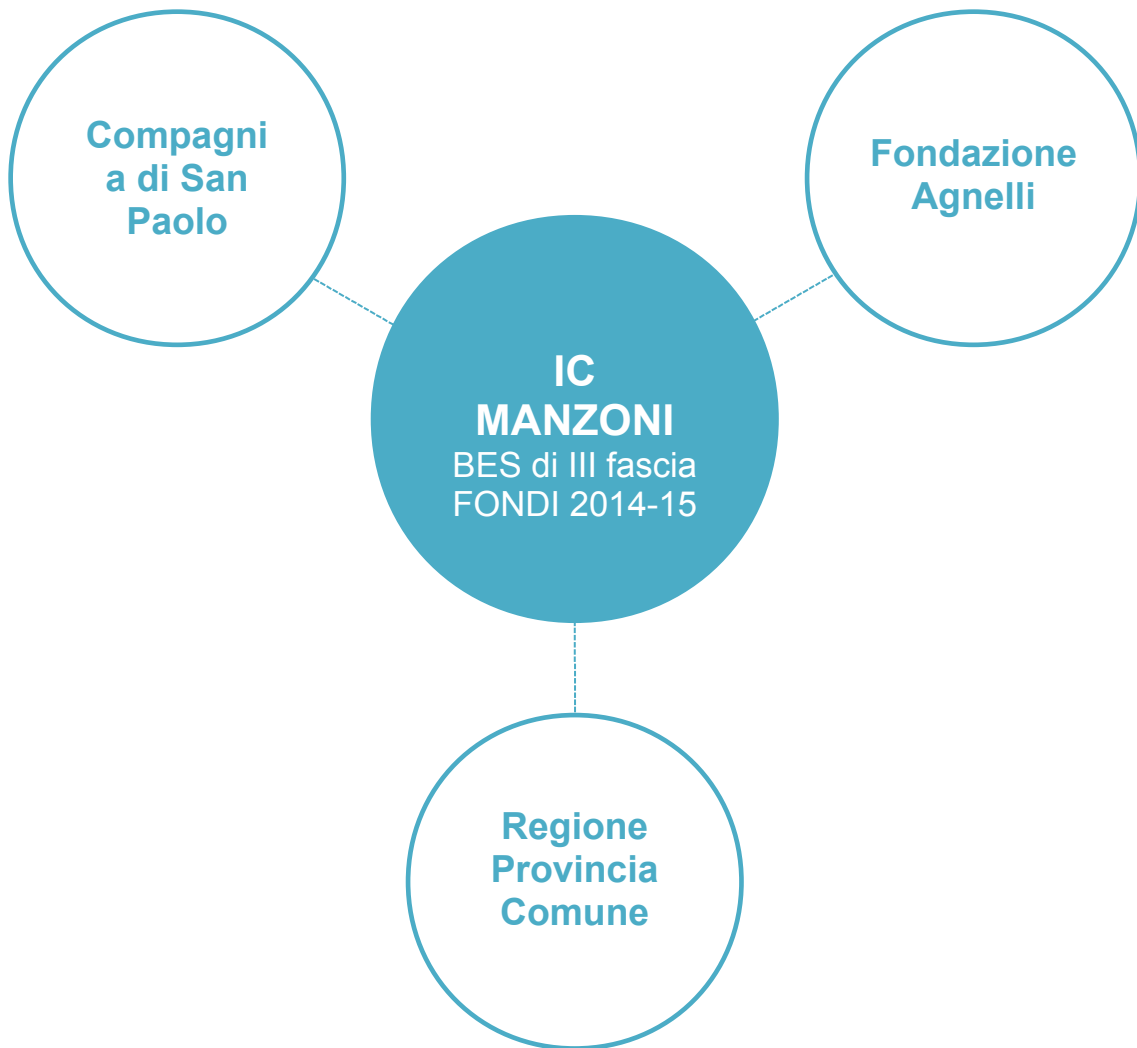 Compagni
a di San
Paolo
Fondazione
Agnelli
IC
MANZONI
BES di III fascia
FONDI 2014-15
Regione
Provincia
Comune